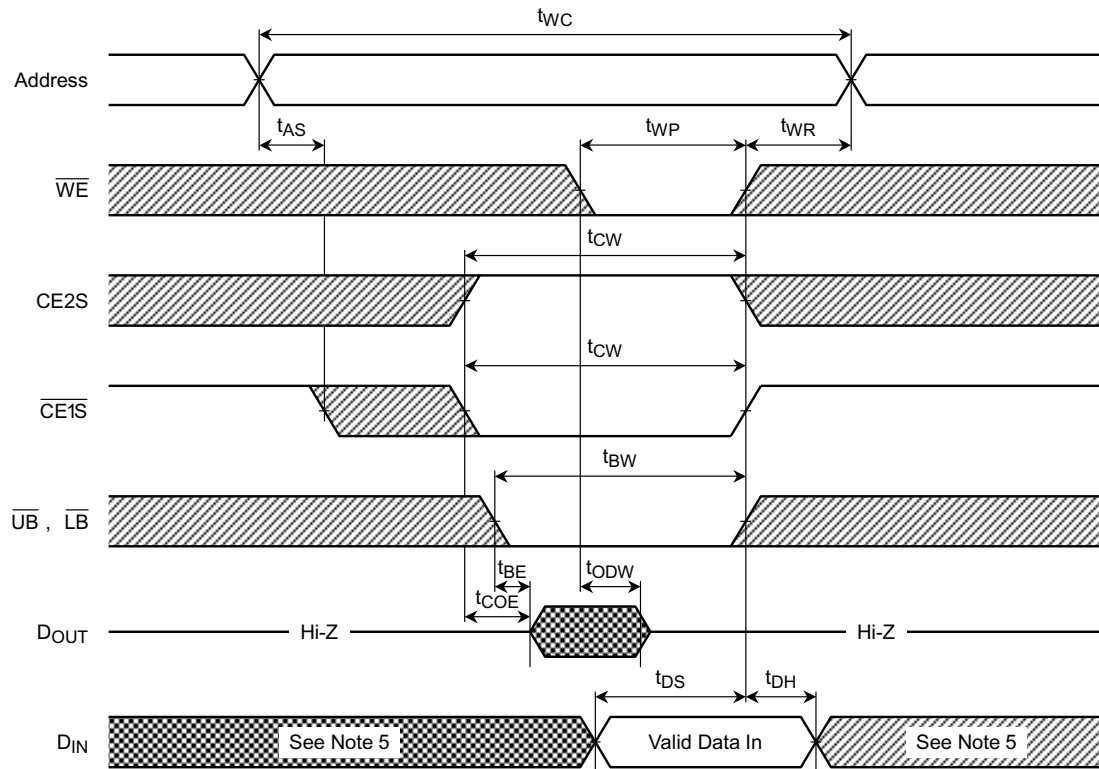 tWC
Address
tAS
tWP
tWR
WE
tCW
CE2S
tCW
CE1S
tBW
UB , LB
tBE
tODW
tCOE
DOUT
Hi-Z
Hi-Z
tDS
tDH
DIN
See Note 5
Valid Data In
See Note 5